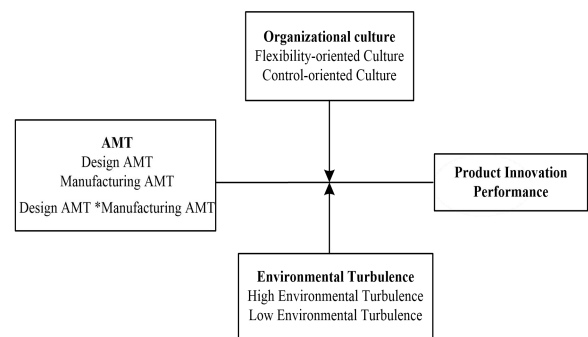 Organizational culture
Flexibility-oriented Culture
Control-oriented Culture
AMT
Design AMT
Manufacturing AMT
Design AMT *Manufacturing AMT
Product Innovation
Performance
Environmental Turbulence
High Environmental Turbulence
Low Environmental Turbulence